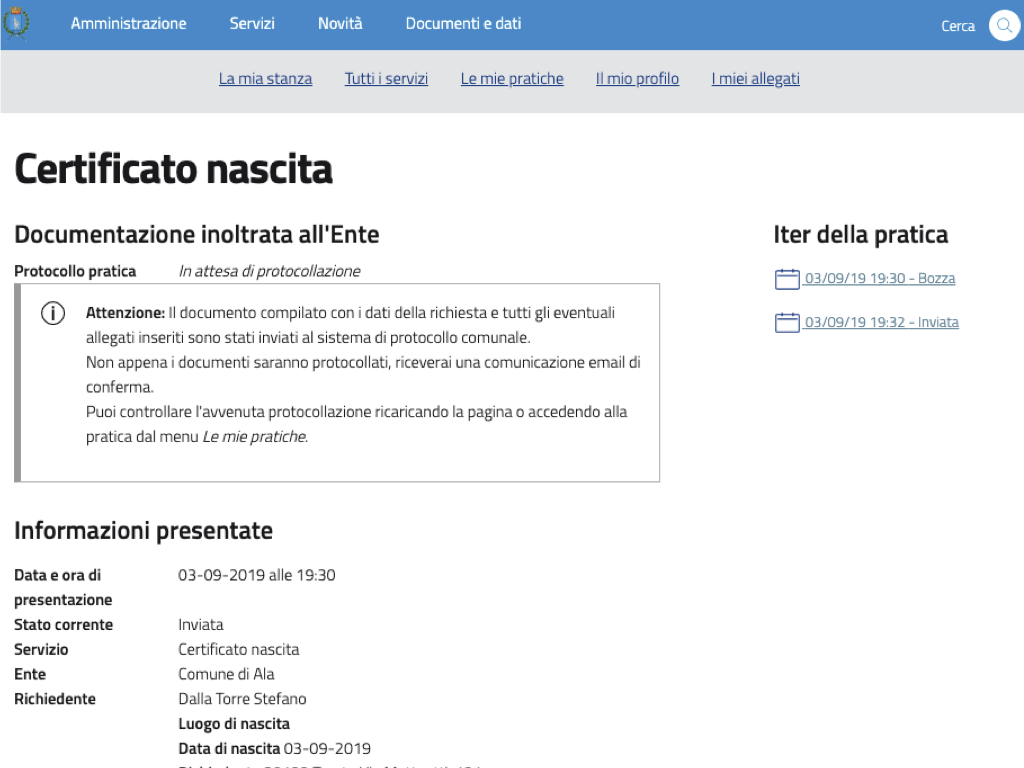 Amministrazione Servizi Novità Documenti e dati Cerca
La mia stanza Tutti i servizi Le mie pratiche Il mio profilo I miei allegati
Certificato nascita
Documentazione inoltrata all'Ente
Protocollo pratica In attesa di protocollazione
Attenzione: Il documento compilato con i dati della richiesta e tutti gli eventuali
allegati inseriti sono stati inviati al sistema di protocollo comunale.
Non appena i documenti saranno protocollati, riceverai una comunicazione email di
conferma.
Puoi controllare l'avvenuta protocollazione ricaricando la pagina o accedendo alla
pratica dal menu Le mie pratiche.
Iter della pratica
03/09/19 19:30 - Bozza
03/09/19 19:32 - Inviata
Informazioni presentate
Data e ora di 03-09-2019 alle 19:30
presentazione
Stato corrente Inviata
Servizio Certificato nascita
Ente Comune di Ala
Richiedente Dalla Torre Stefano
Luogo di nascita
Data di nascita 03-09-2019